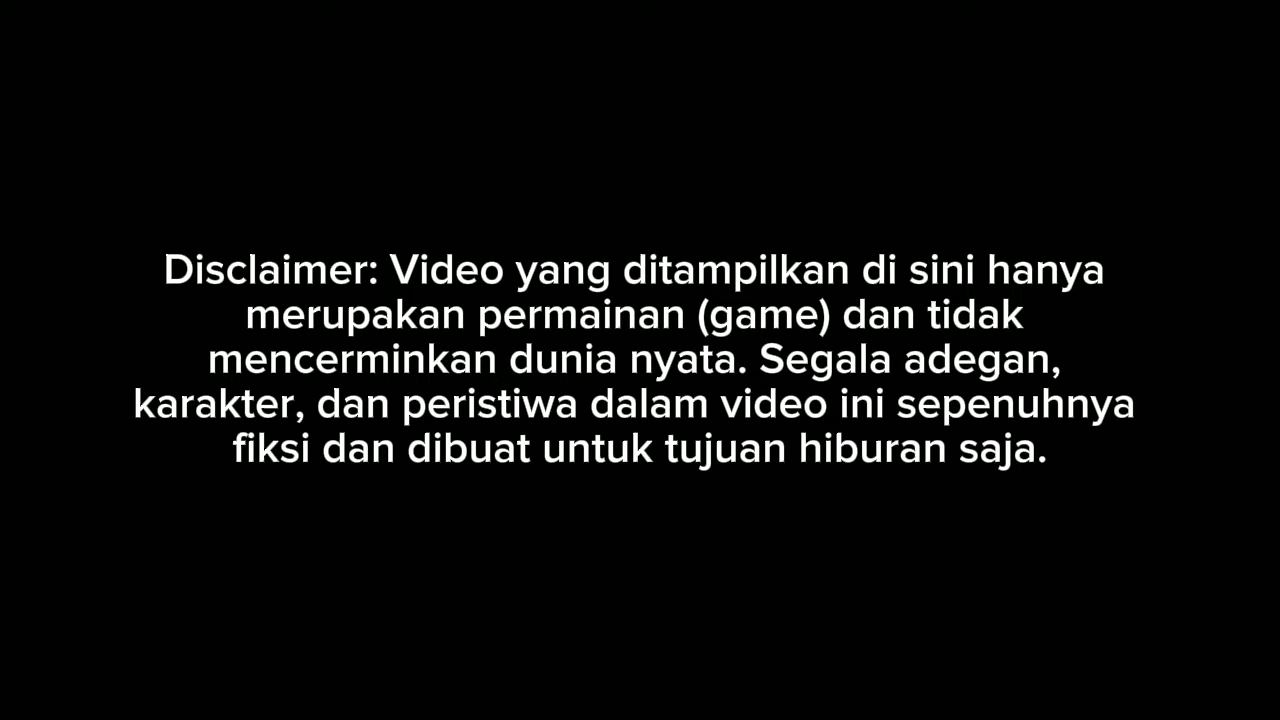 Disclaimer: Video yang ditampilkan di sini hanya
merupakan permainan (game) dan tidak
mencerminkan dunia nyata. Segala adegan,
karakter, dan peristiwa dalam video ini sepenuhnya
fiksi dan dibuat untuk tujuan hiburan saja.